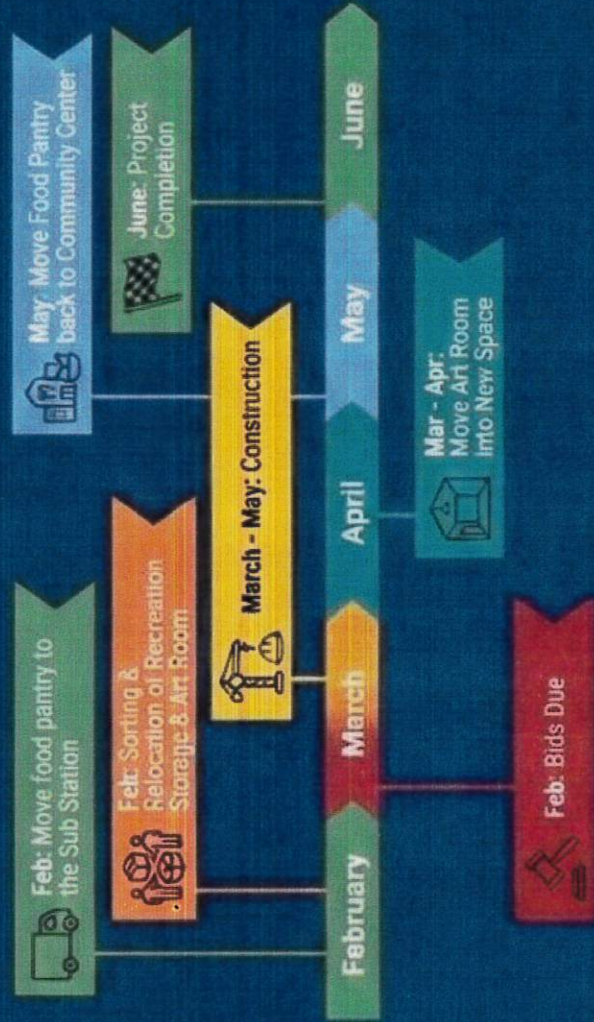 Feb: Move food pantry to
the Sub Station
May: Move Food Pantry
back to Community Center
Feb: Sorting &
Relocation of Recreation
Storage & Art Room
June: Project
Completion
March - May: Construction
February
March
April
May
June
Mar - Apr:
Move Art Room
into New Space
Feb: Bids Due